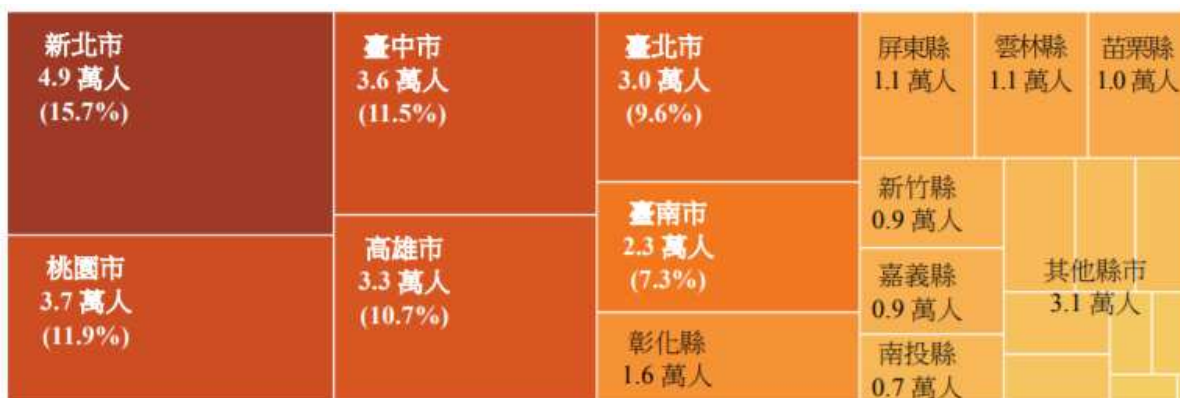 新北市
4.9 萬人
(15.7%)
桃園市
3.7 萬人
(11.9%)
臺中市
3.6 萬人
(11.5%)
高雄市
3.3 萬人
(10.7%)
臺北市
3.0 萬人
(9.6%)
臺南市
2.3 萬人
(7.3%)
彰化縣
1.6 萬人
屏東縣
1.1 萬人
雲林縣
1.1 萬人
苗栗縣
1.0 萬人
新竹縣
0.9 萬人
嘉義縣
0.9 萬人
南投縣
0.7 萬人
其他縣市
3.1 萬人